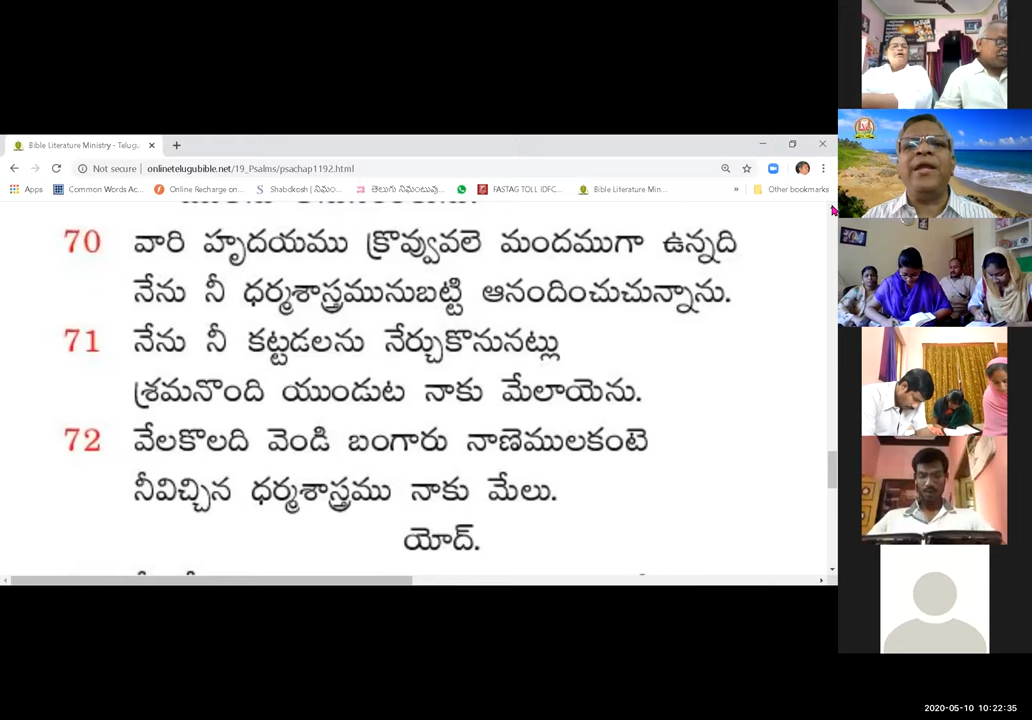 Bible Literature Ministry - Telug.
Not secure | onlinetelugubible.net/19_Psalms/psachap1192.html
Apps Common Words Ac... Online Recharge on... Shabdkosh | నిఘం... తెలుగు నిఘంటువు... FASTAG TOLL IDFC... Bible Literature Min... » Other bookmarks
70 వారి హృదయము క్రొవ్వువలె మందముగా ఉన్నది
నేను నీ ధర్మశాస్త్రమునుబట్టి ఆనందించుచున్నాను.
71 నేను నీ కట్టడలను నేర్చుకొనునట్లు
శ్రమనొంది యుండుట నాకు మేలాయెను.
72 వేలకొలది వెండి బంగారు నాణెములకంటె
నీవిచ్చిన ధర్మశాస్త్రము నాకు మేలు.
యోద్.
2020-05-10 10:22:35